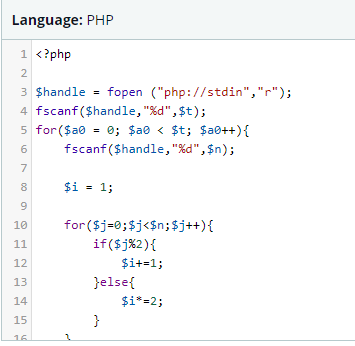 Language: PHP
1 <?php
2
3 $handle = fopen ("php://stdin","r");
4 fscanf($handle,"%d",$t);
5 for($a0 = 0; $a0 < $t; $a0++){
6     fscanf($handle,"%d",$n);
7
8     $i = 1;
9
10     for($j=0;$j<$n;$j++){
11         if($j%2){
12             $i+=1;
13         }else{
14             $i*=2;
15         }
16     }